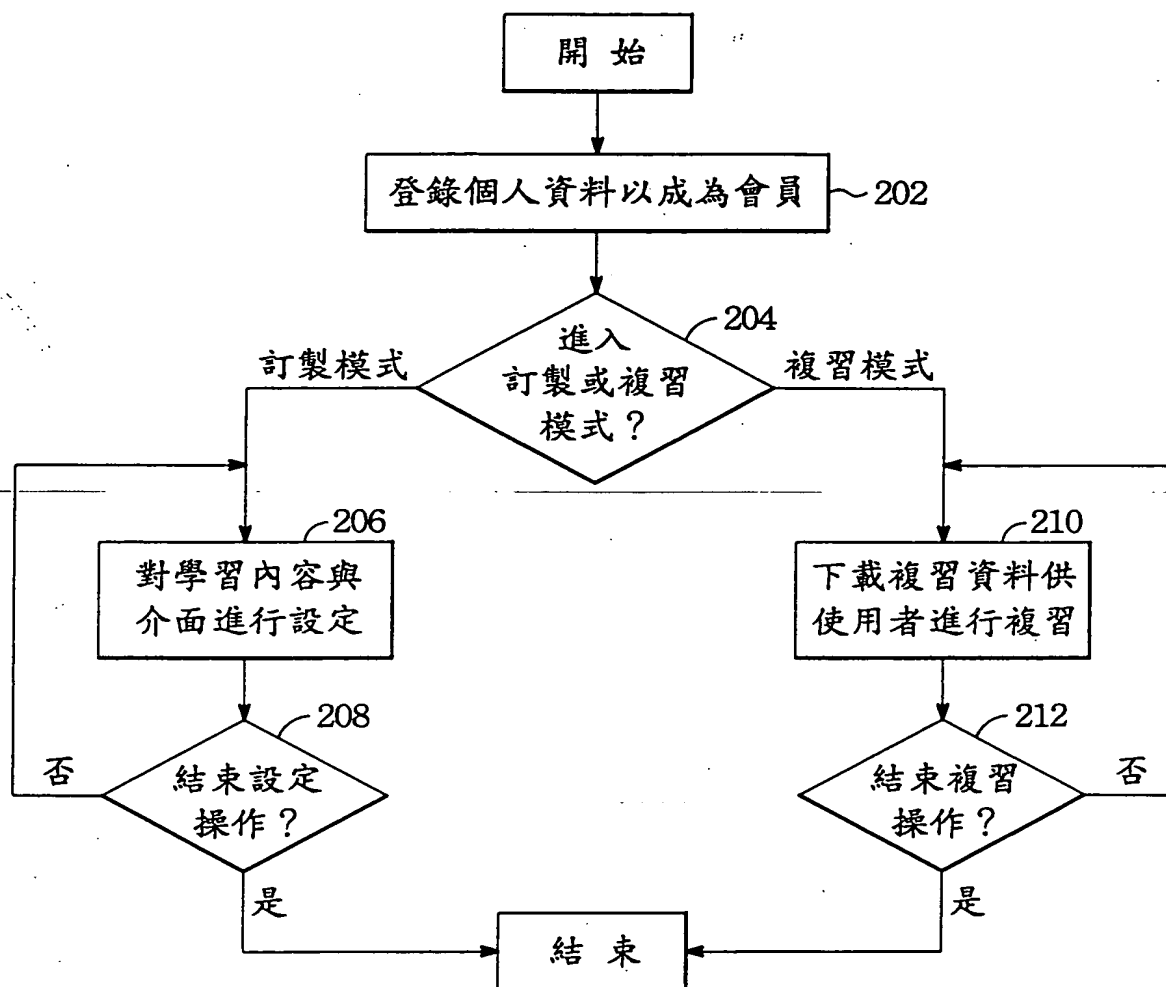 開 始
登錄個人資料以成為會員
202
進入
訂製或複習
模式？
204
訂製模式
複習模式
206
對學習內容與
介面進行設定
210
下載複習資料供
使用者進行複習
208
結束設定
操作？
否
是
212
結束複習
操作？
否
是
結 束